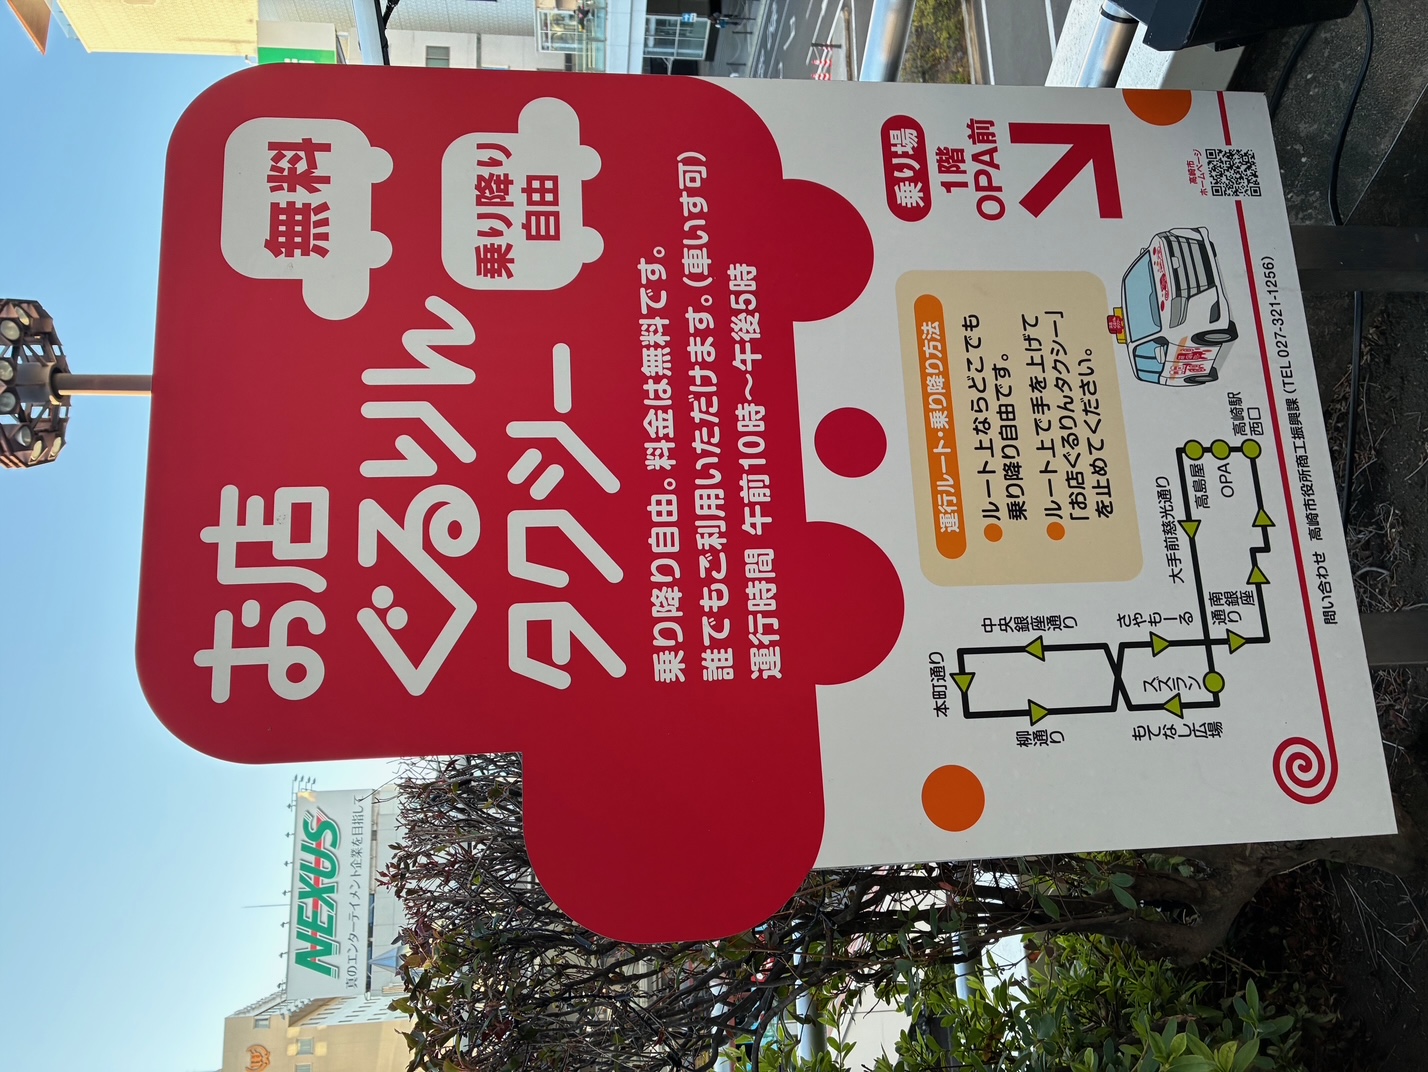 お店
ぐるりん
タクシー
無料
乗り降り
自由
乗り降り自由。料金は無料です。
誰でもご利用いただけます。(車いす可)
運行時間 午前10時～午後5時
運行ルート・乗り降り方法
●ルート上ならどこでも
乗り降り自由です。
●ルート上で手を上げて
「お店ぐるりんタクシー」
を止めてください。
乗り場
1階
OPA前
本町通り
柳通り
中央銀座通り
もてなし広場
さやもーる
スズラン
南銀座通り
大手前慈光通り
高島屋
OPA
高崎駅
西口
高崎市
ホームページ
問い合わせ 高崎市役所商工振興課(TEL 027-321-1256)
NEXUS
真のエンターテイメント企業を目指して